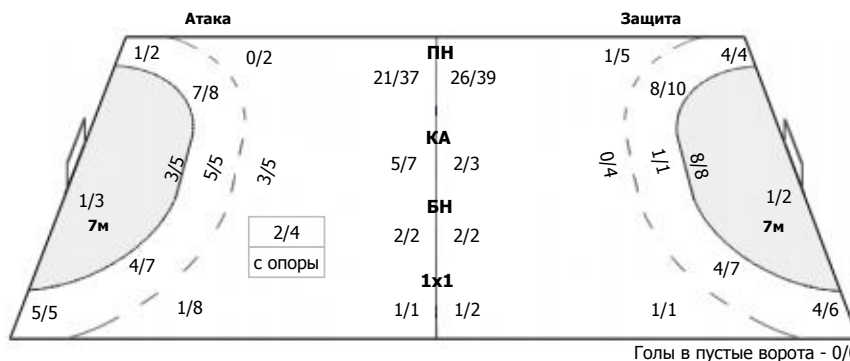 Атака Защита
1/2 0/2 ПН 1/5 4/4
7/8 21/37 26/39 8/10
КА
3/5 5/5 3/5 5/7 2/3 0/4 1/1 8/8
1/3 БН 1/2
7м 2/4 2/2 2/2 7м
4/7 с опоры 4/7
1х1
5/5 1/8 1/1 1/2 1/1 4/6
Голы в пустые ворота - 0/